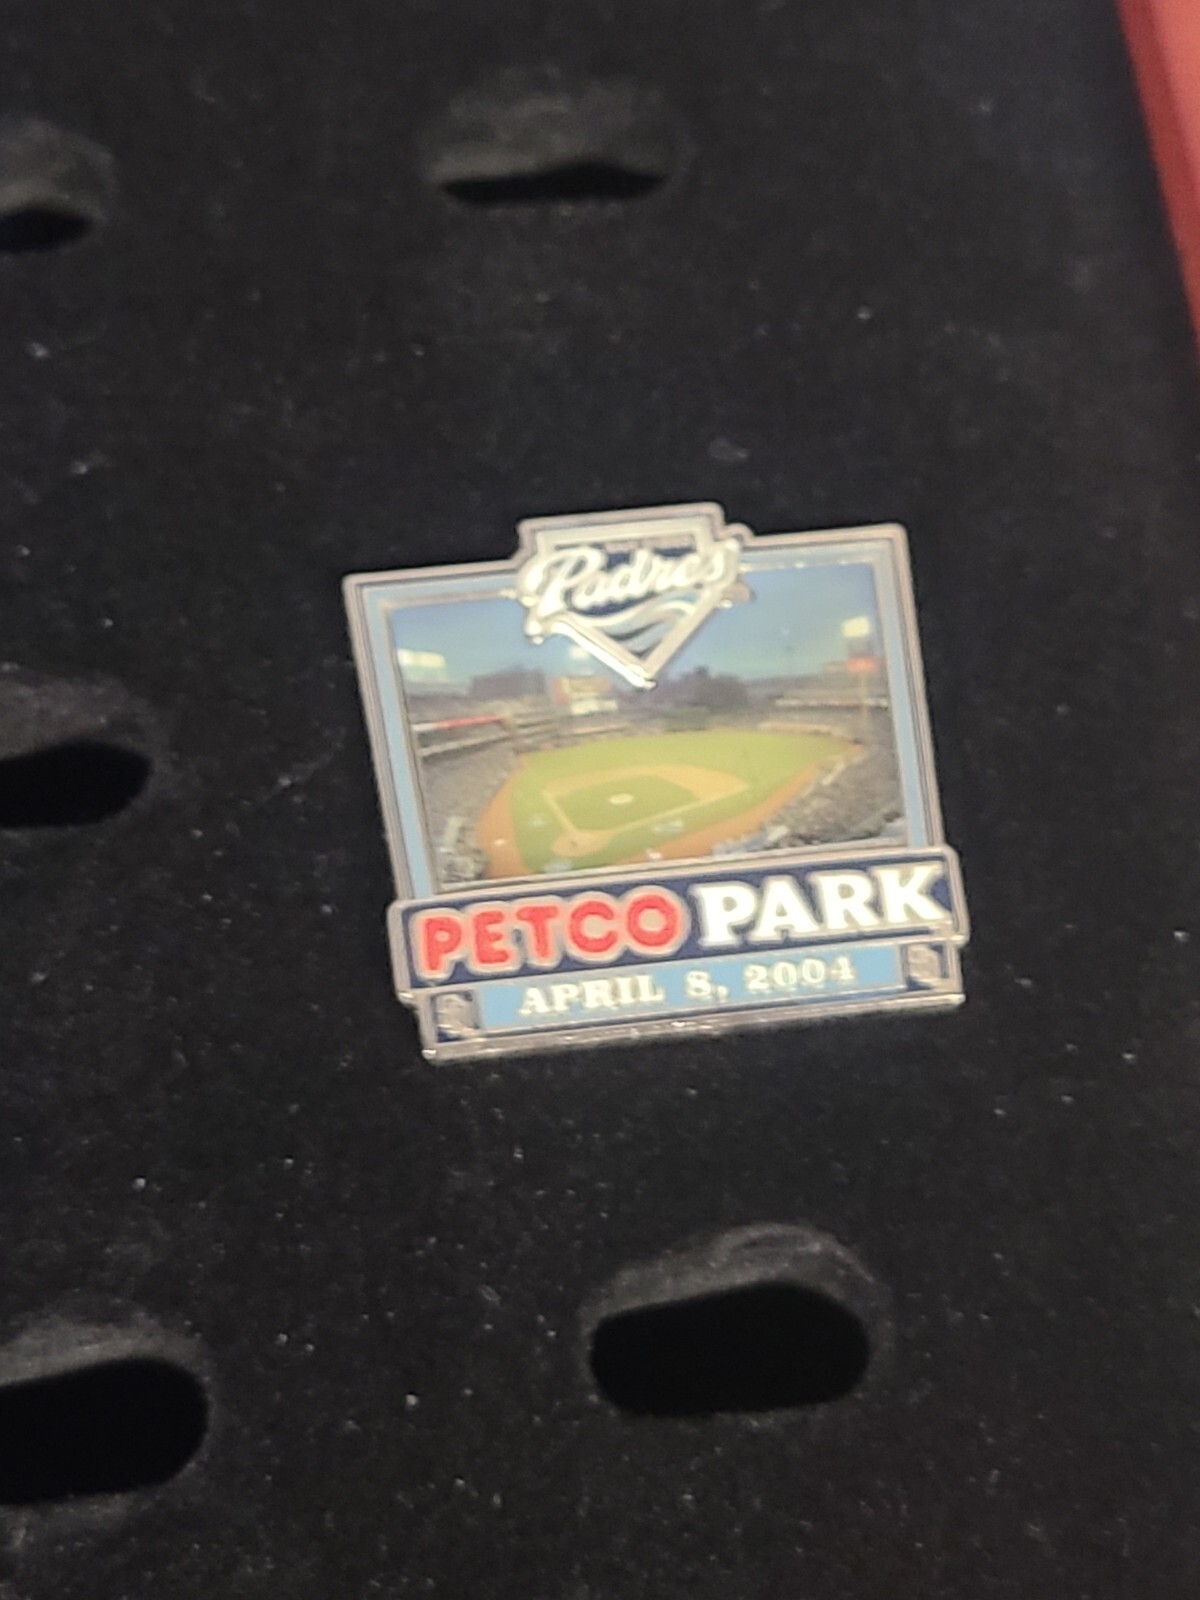 Padres
PETCO PARK
APRIL 8, 2004